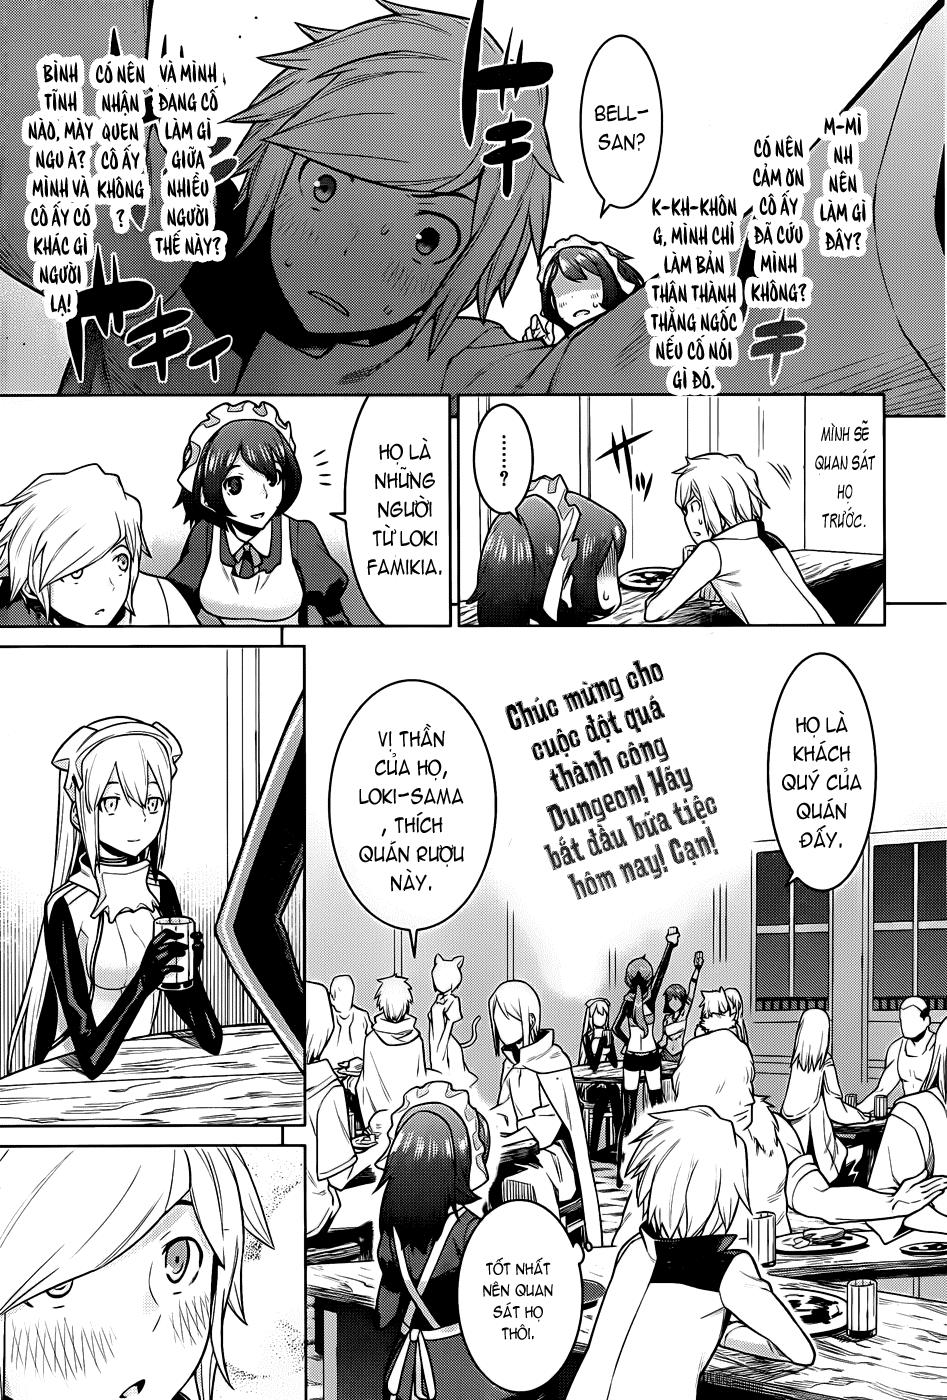 M-MÌ
NH
NÊN
LÀM GÌ
ĐÂY?
CÓ NÊN
CẢM ƠN
CÔ ẤY
ĐÃ CỨU
MÌNH
KHÔNG?
BELL-
SAN?
K-KH-KHÔN
G, MÌNH CHỈ
LÀM BẢN
THÂN THÀNH
THẰNG NGỐC
NẾU CỐ NÓI
GÌ ĐÓ.
VÀ MÌNH
ĐANG CỐ
LÀM GÌ
GIỮA
NHIỀU
NGƯỜI
THẾ NÀY?
CÓ NÊN
NHẬN
QUEN
CÔ ẤY
KHÔNG
?
BÌNH
TĨNH
NÀO, MÀY
NGU À?
MÌNH VÀ
CÔ ẤY CÓ
KHÁC GÌ
NGƯỜI
LẠ!
ドキ
ドキィ
MÌNH SẼ
QUAN SÁT
HỌ
TRƯỚC.
......?
HỌ LÀ
NHỮNG
NGƯỜI
TỪ LOKI
FAMIKIA.
HỌ LÀ
KHÁCH
QUÝ CỦA
QUÁN
ĐẤY.
Chúc mừng cho
cuộc đột quá
thành công
Dungeon! Hãy
bắt đầu bữa tiệc
hôm nay! Cạn!
VỊ THẦN
CỦA HỌ,
LOKI-SAMA
, THÍCH
QUÁN RƯỢU
NÀY.
TỐT NHẤT
NÊN QUAN
SÁT HỌ
THÔI.